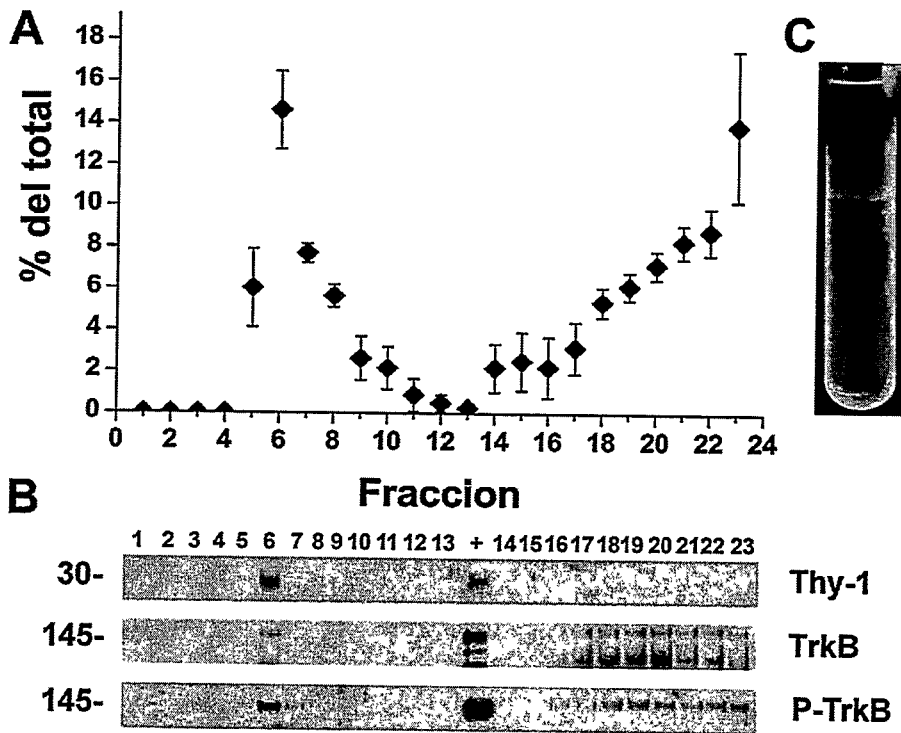 A
C
% del total
18
16
14
12
10
8
6
4
2
0
0 2 4 6 8 10 12 14 16 18 20 22 24
Fraccion
B
1 2 3 4 5 6 7 8 9 10 11 12 13 + 14 15 16 17 18 19 20 21 22 23
30- Thy-1
145- TrkB
145- P-TrkB